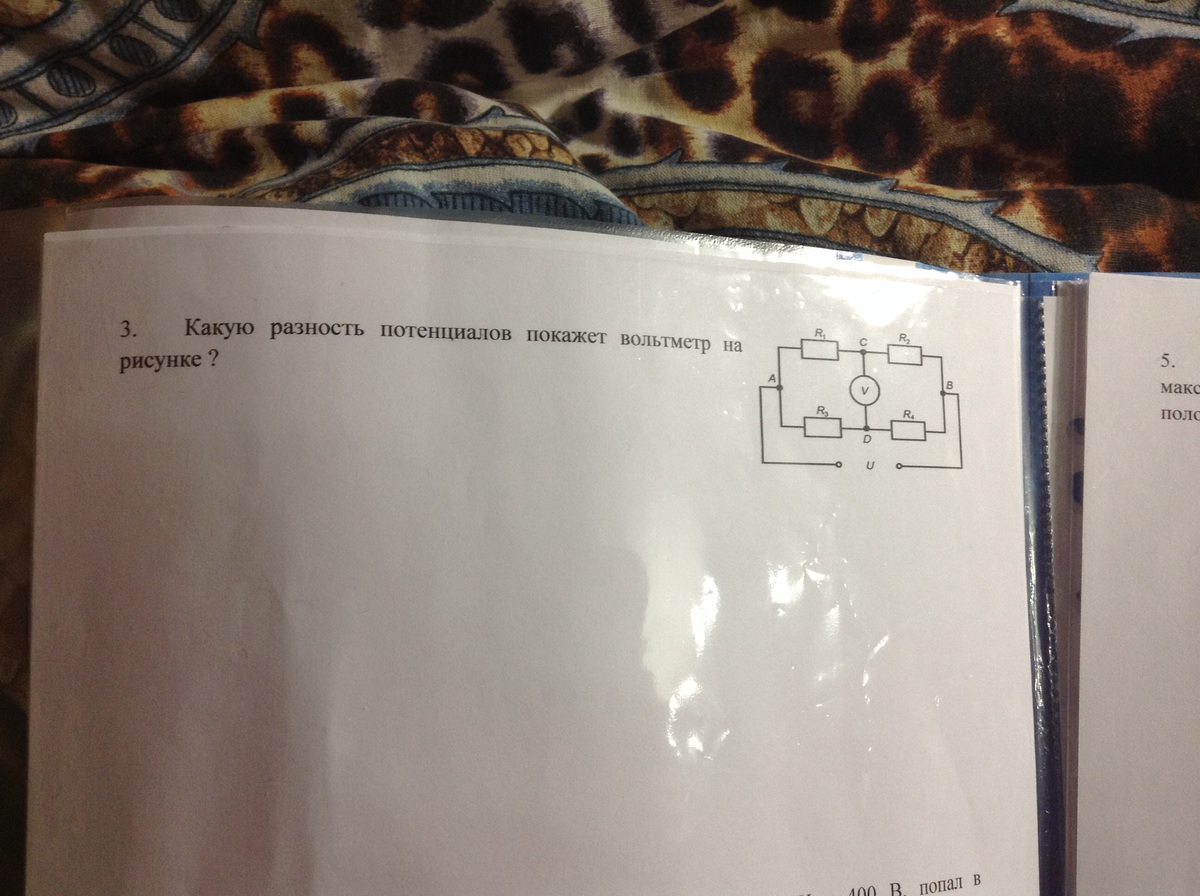 3. Какую разность потенциалов покажет вольтметр на
рисунке ?
R₁ C R₂
A V B
R₃ R₄
D
U
400 В, попал в
5.
макс
поло